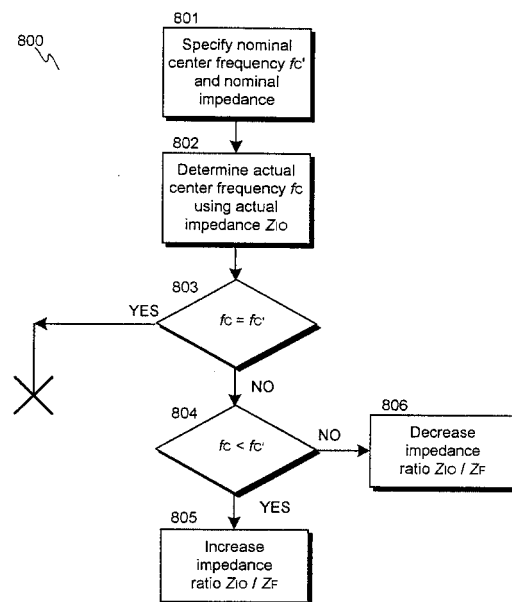 800
801
Specify nominal
center frequency fC'
and nominal
impedance
802
Determine actual
center frequency fC
using actual
impedance ZIO
803
YES
fC = fC'
NO
804
fC < fC'
NO
806
Decrease
impedance
ratio ZIO / ZF
YES
805
Increase
impedance
ratio ZIO / ZF